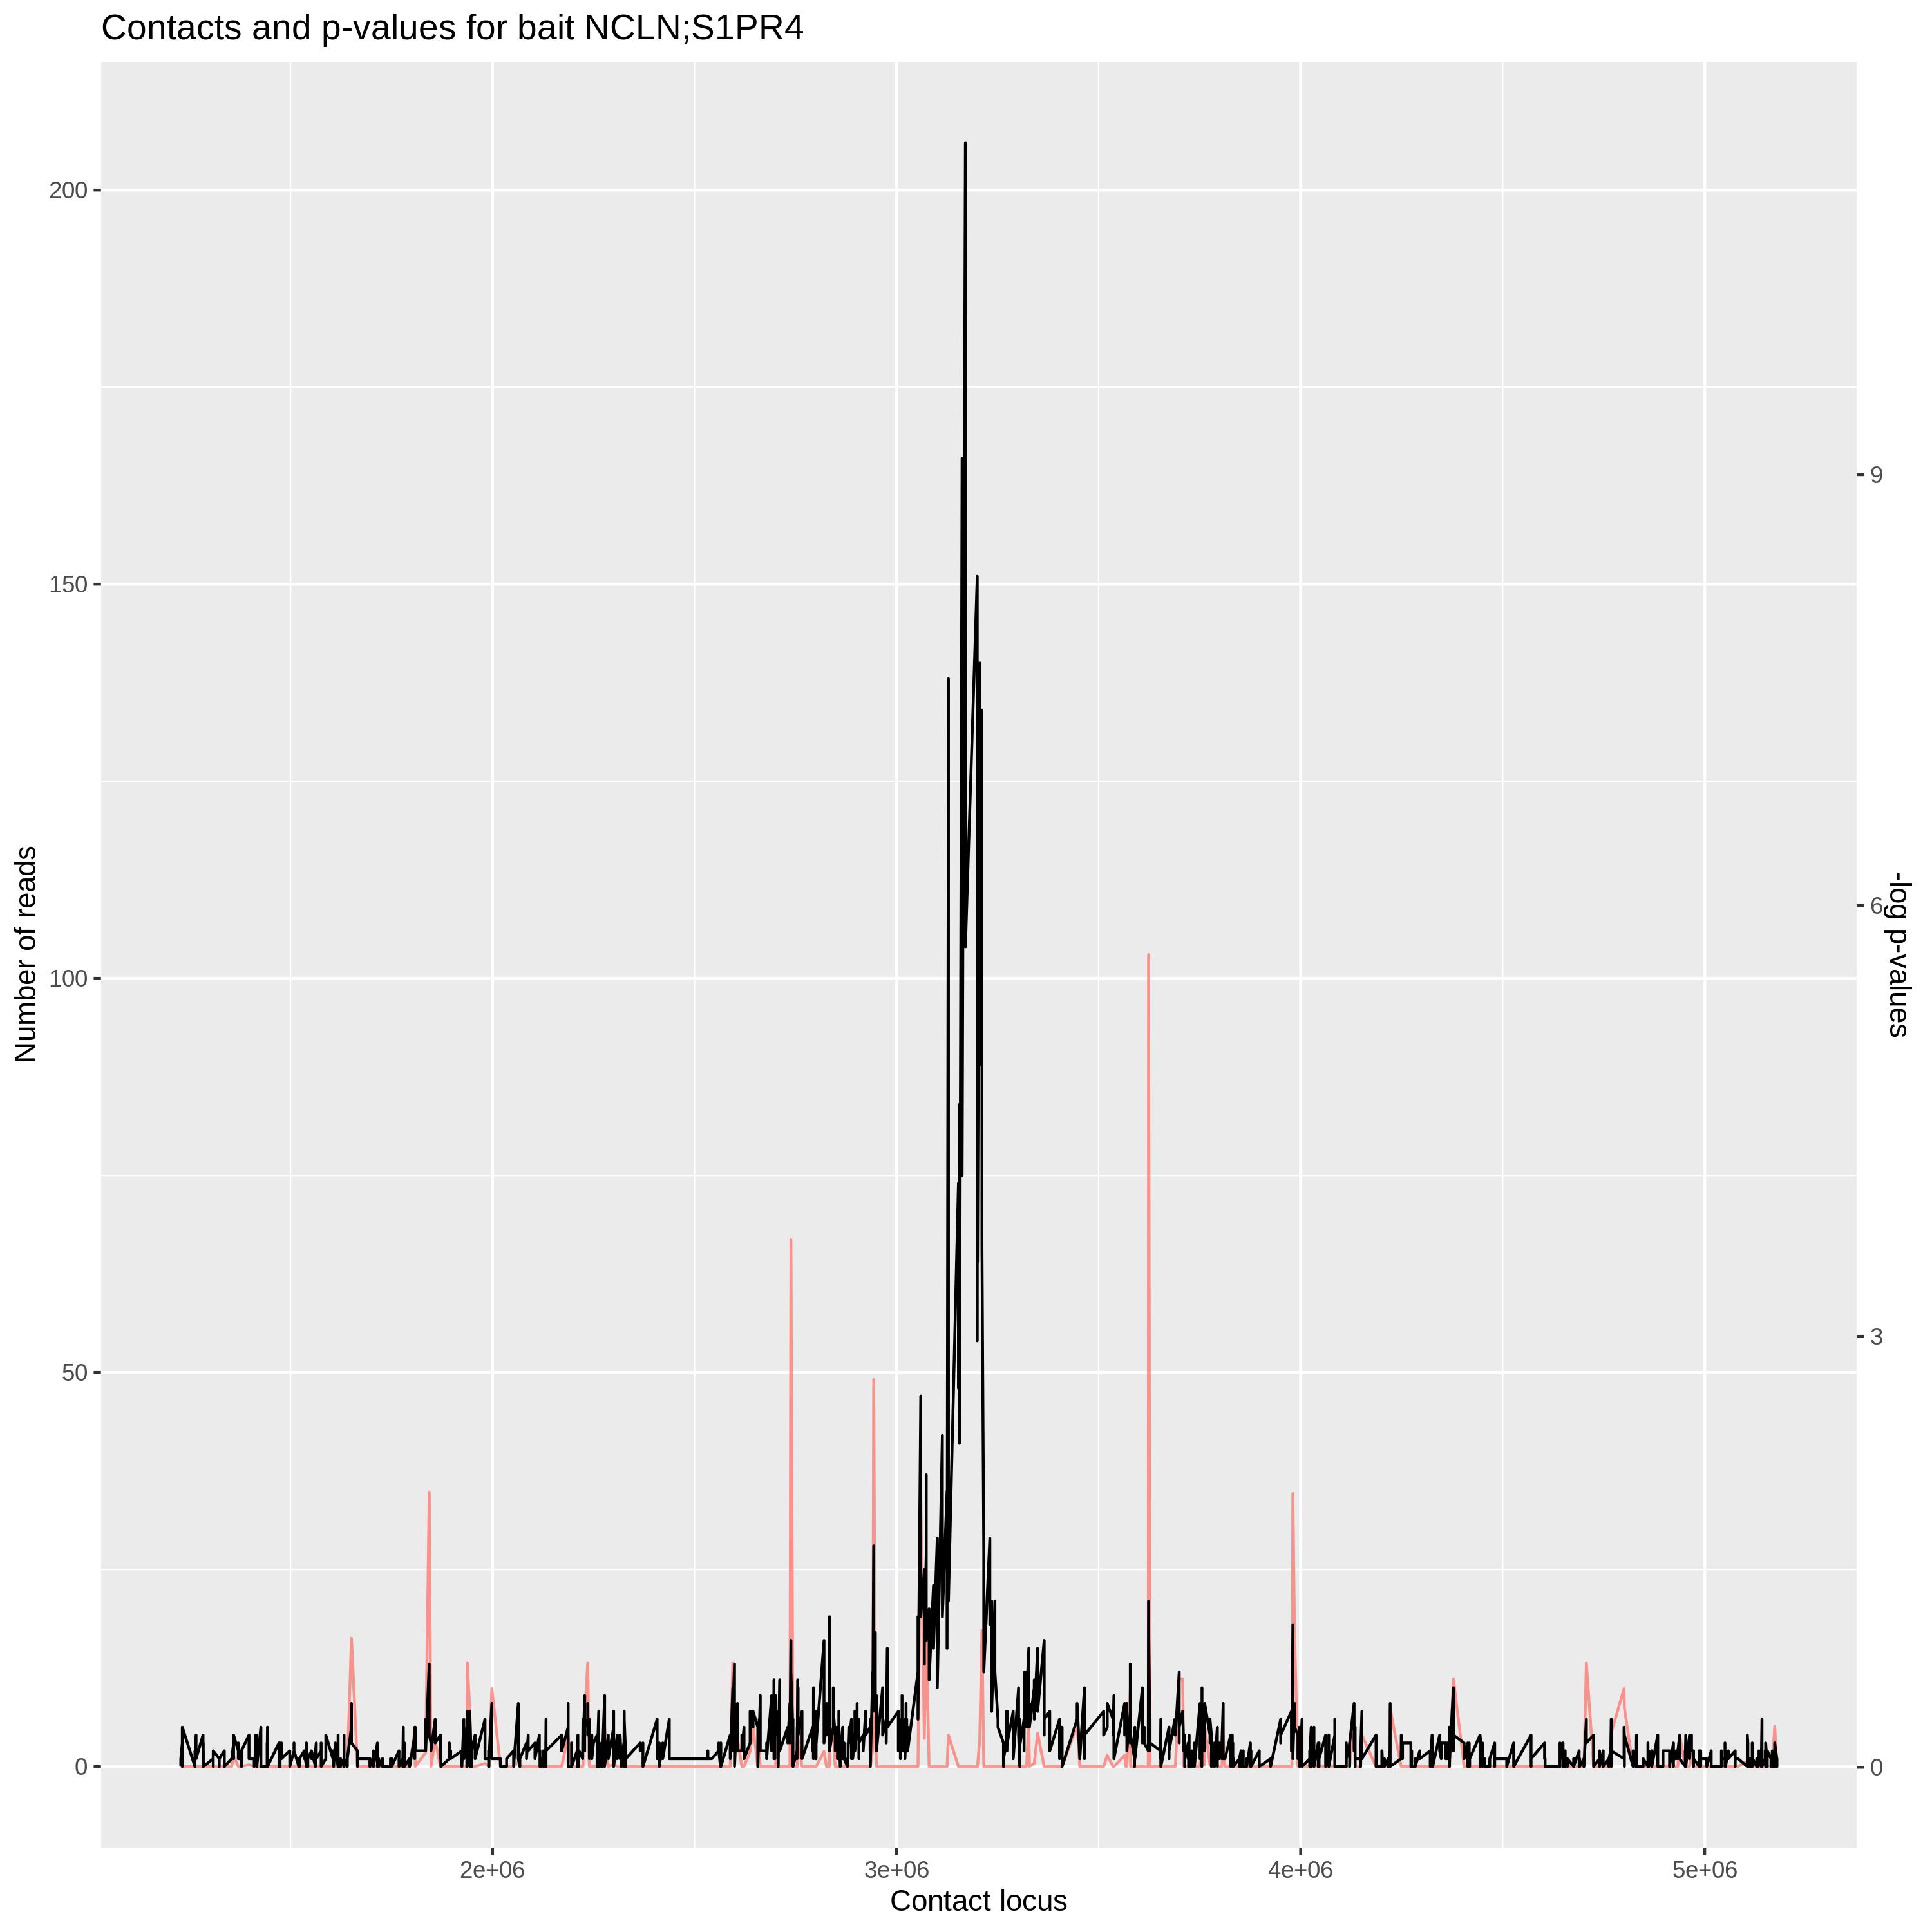 Contacts and p-values for bait NCLN;S1PR4
200
150
100
50
0
Number of reads
9
6
3
0
-log p-values
2e+06
3e+06
4e+06
5e+06
Contact locus